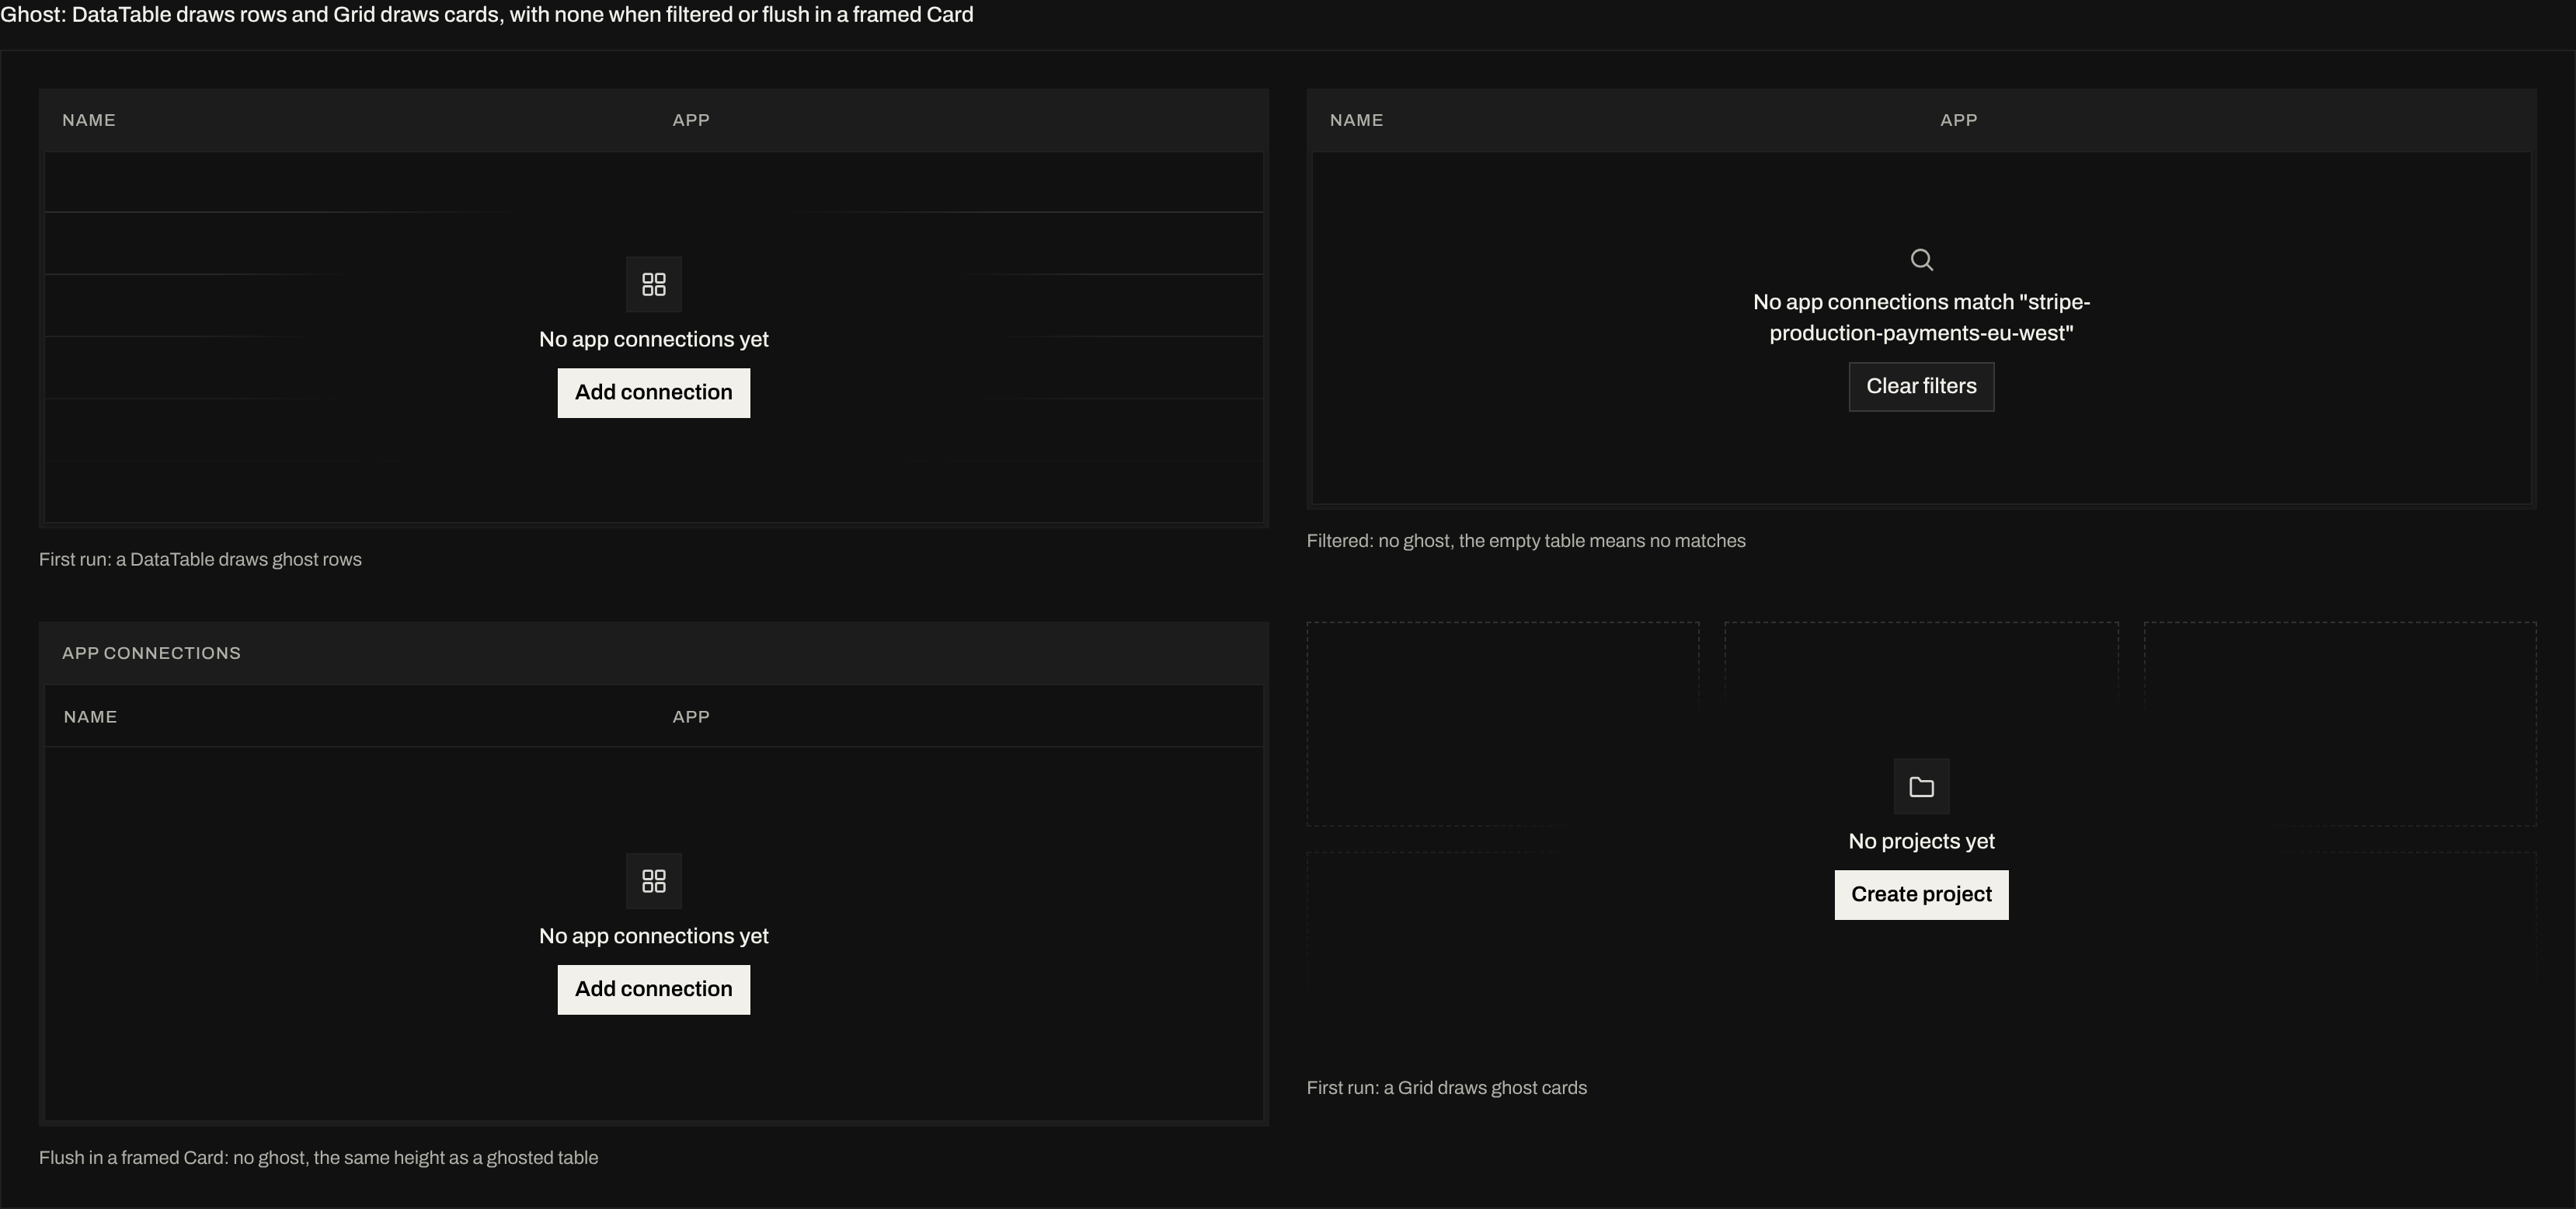 Ghost: DataTable draws rows and Grid draws cards, with none when filtered or flush in a framed Card
NAME APP
No app connections yet
Add connection
First run: a DataTable draws ghost rows
NAME APP
No app connections match "stripe-
production-payments-eu-west"
Clear filters
Filtered: no ghost, the empty table means no matches
APP CONNECTIONS
NAME APP
No app connections yet
Add connection
Flush in a framed Card: no ghost, the same height as a ghosted table
No projects yet
Create project
First run: a Grid draws ghost cards